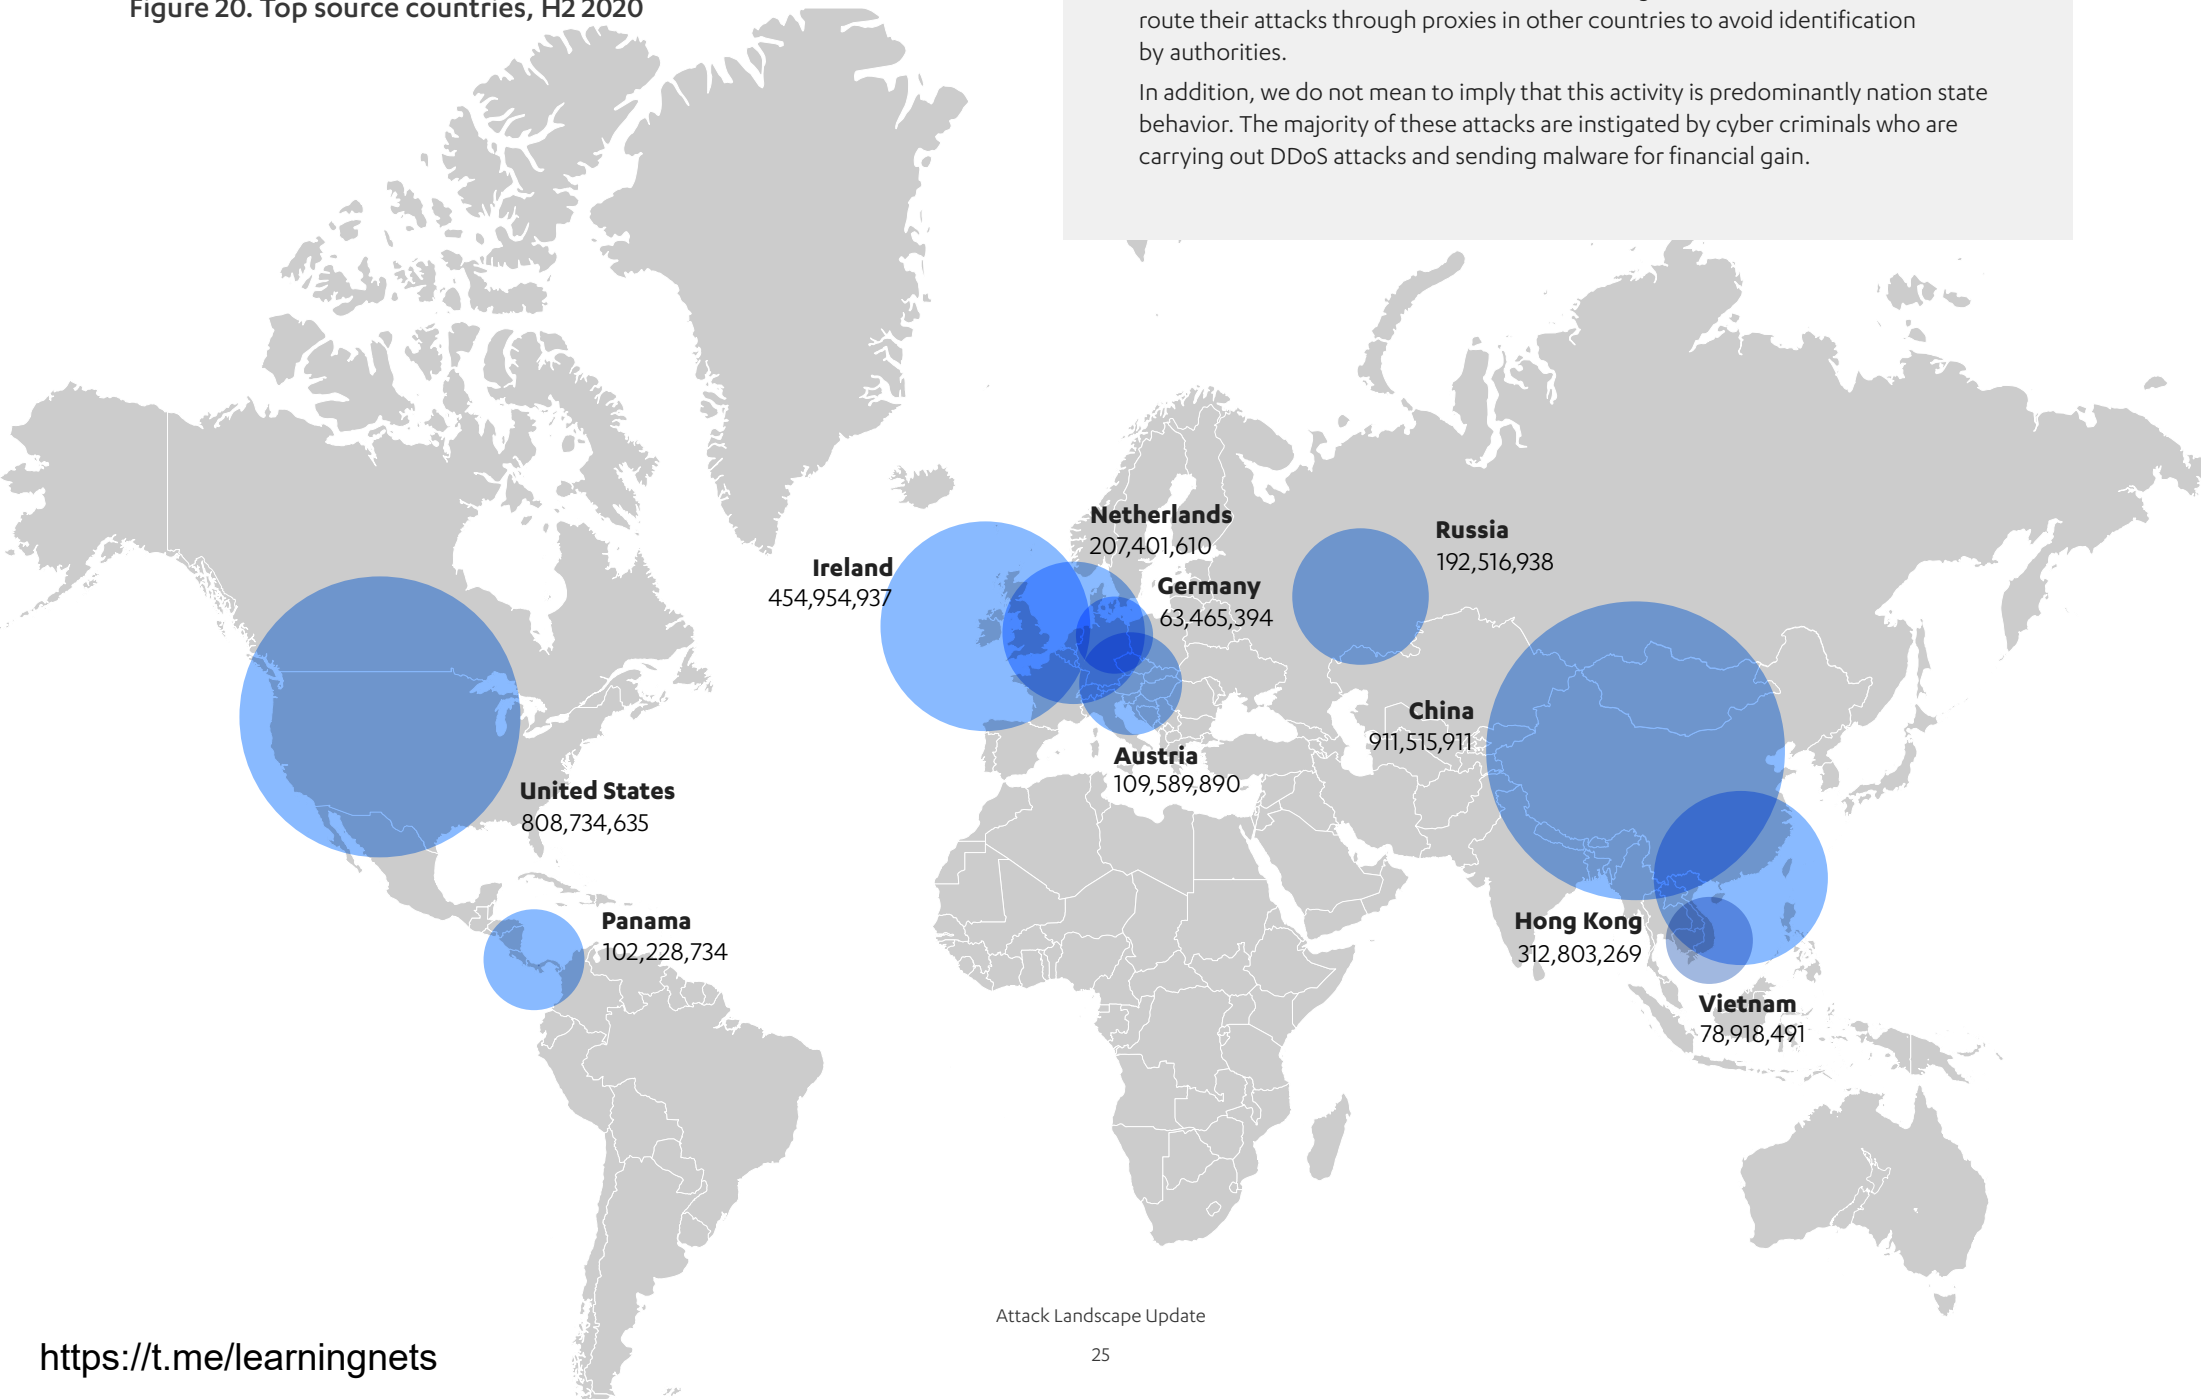 Figure 20. Top source countries, H2 2020
route their attacks through proxies in other countries to avoid identification
by authorities.
In addition, we do not mean to imply that this activity is predominantly nation state
behavior. The majority of these attacks are instigated by cyber criminals who are
carrying out DDoS attacks and sending malware for financial gain.
Netherlands
207,401,610
Russia
192,516,938
Ireland
454,954,937
Germany
63,465,394
China
911,515,911
Austria
109,589,890
United States
808,734,635
Panama
102,228,734
Hong Kong
312,803,269
Vietnam
78,918,491
Attack Landscape Update
25
https://t.me/learningnets